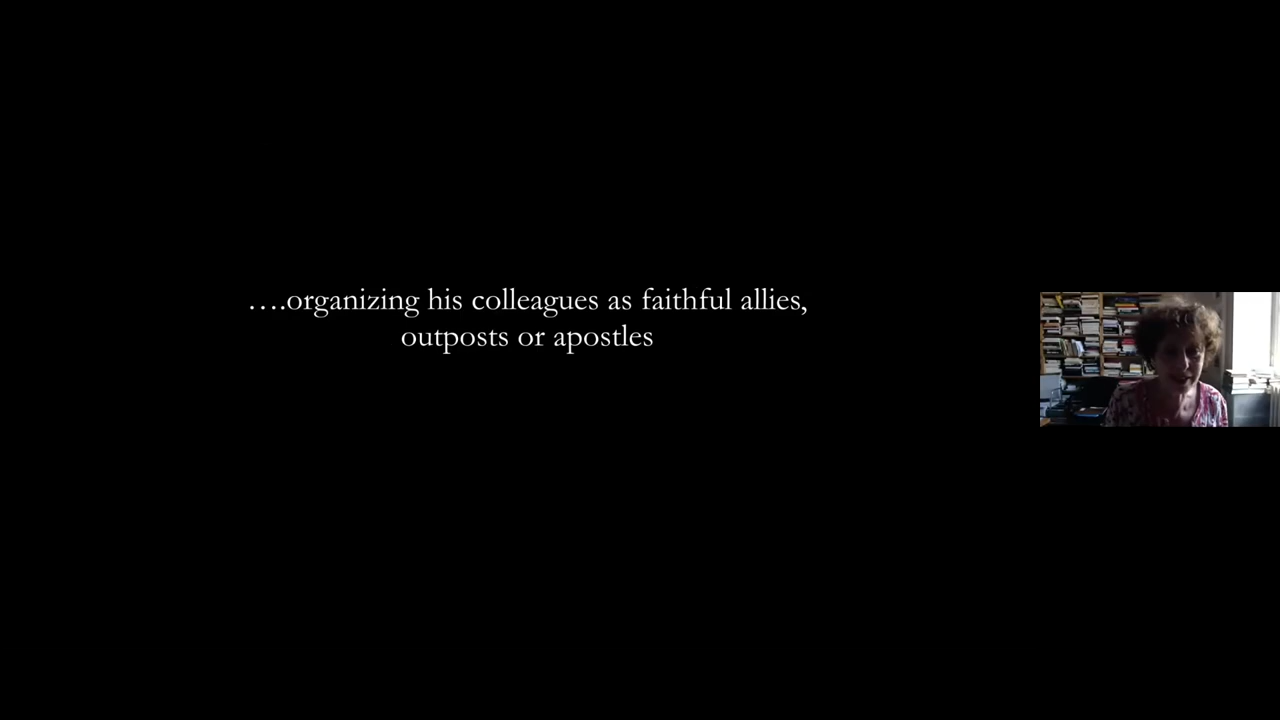 ….organizing his colleagues as faithful allies,
outposts or apostles